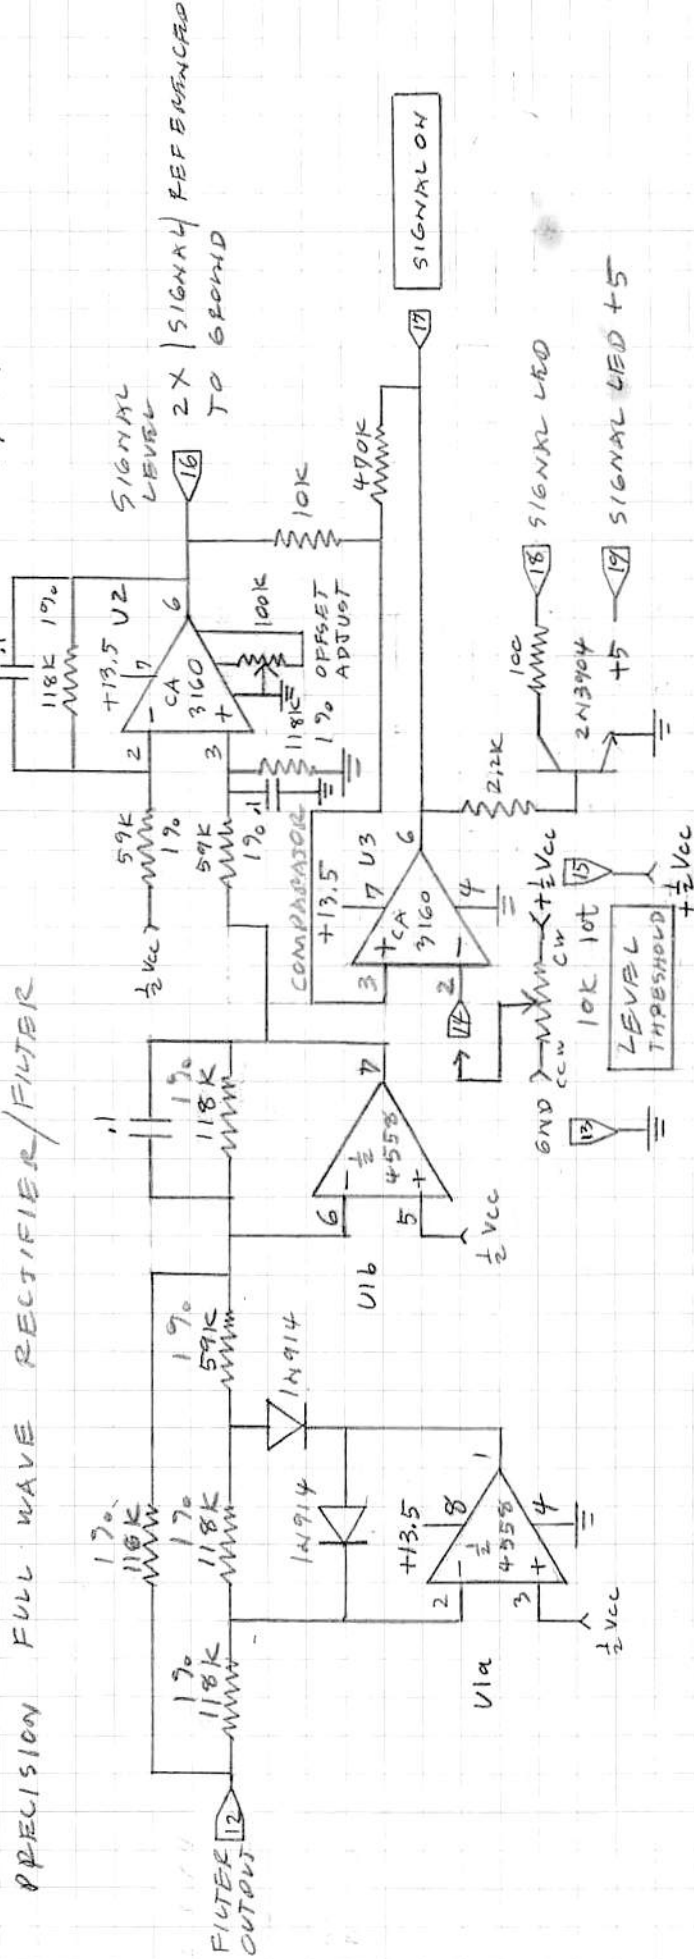 PRECISION FULL WAVE RECTIFIER/FILTER
FILTER
OUTPUT
12
1%
118K
1%
118K
1%
118K
1%
59K
1N914
1N914
+13.5
8
2
-
1/2
4558
3
+
4
1
U1a
1/2 Vcc
.1
1%
118K
6
-
1/2
4558
5
+
7
U1b
1/2 Vcc
1/2 Vcc
59K
1%
59K
1%
.1
.1
118K 1%
+13.5
7
U2
2
-
CA
3160
3
+
6
118K
1%
100K
OFFSET
ADJUST
SIGNAL
LEVEL
16
2 X |SIGNAL| REFERENCED
TO GROUND
10K
470K
COMPARATOR
+13.5
7
U3
3
+
CA
3160
2
-
4
6
14
17
SIGNAL ON
2.2K
100
18
SIGNAL LED
2N3904
+5
19
SIGNAL LED +5
GND
CCW
CW
+1/2 Vcc
10K 10T
13
15
LEVEL
THRESHOLD
+1/2 Vcc